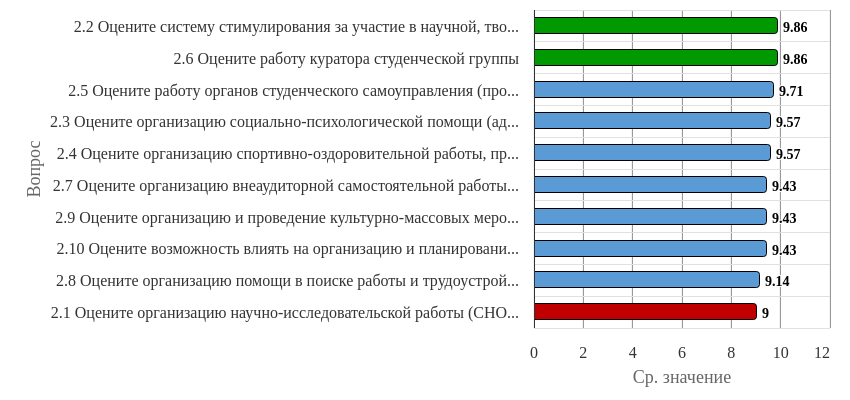 2.2 Оцените систему стимулирования за участие в научной, тво... 9.86
2.6 Оцените работу куратора студенческой группы 9.86
2.5 Оцените работу органов студенческого самоуправления (про... 9.71
2.3 Оцените организацию социально-психологической помощи (ад... 9.57
2.4 Оцените организацию спортивно-оздоровительной работы, пр... 9.57
2.7 Оцените организацию внеаудиторной самостоятельной работы... 9.43
2.9 Оцените организацию и проведение культурно-массовых меро... 9.43
2.10 Оцените возможность влиять на организацию и планировани... 9.43
2.8 Оцените организацию помощи в поиске работы и трудоустрой... 9.14
2.1 Оцените организацию научно-исследовательской работы (СНО... 9
Вопрос
0 2 4 6 8 10 12
Ср. значение